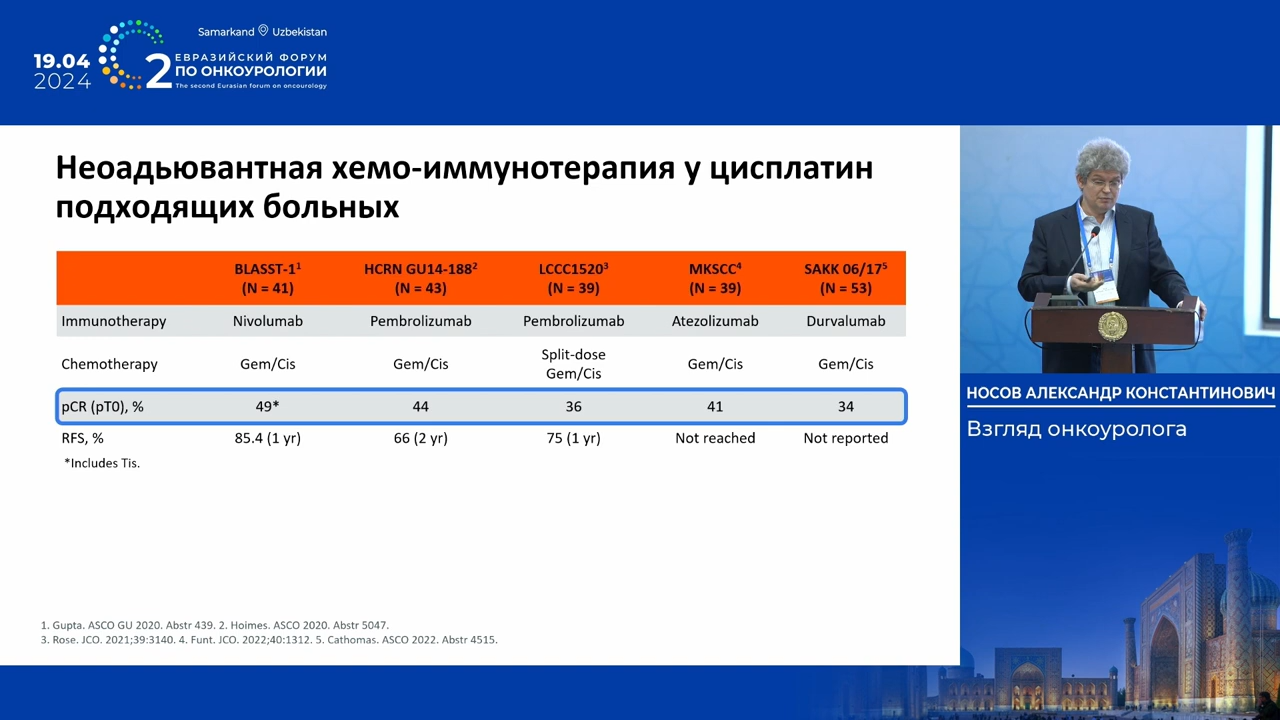 Samarkand Uzbekistan
19.04
2024
2
ЕВРАЗИЙСКИЙ ФОРУМ
ПО ОНКОУРОЛОГИИ
The second Eurasian forum on oncourology
Неоадьювантная хемо-иммунотерапия у цисплатин
подходящих больных
BLASST-1¹ HCRN GU14-188² LCCC1520³ MKSCC⁴ SAKK 06/17⁵
(N = 41) (N = 43) (N = 39) (N = 39) (N = 53)
Immunotherapy Nivolumab Pembrolizumab Pembrolizumab Atezolizumab Durvalumab
Chemotherapy Gem/Cis Gem/Cis Split-dose Gem/Cis Gem/Cis Gem/Cis
pCR (pT0), % 49* 44 36 41 34
RFS, % 85.4 (1 yr) 66 (2 yr) 75 (1 yr) Not reached Not reported
*Includes Tis.
1. Gupta. ASCO GU 2020. Abstr 439. 2. Hoimes. ASCO 2020. Abstr 5047.
3. Rose. JCO. 2021;39:3140. 4. Funt. JCO. 2022;40:1312. 5. Cathomas. ASCO 2022. Abstr 4515.
НОСОВ АЛЕКСАНДР КОНСТАНТИНОВИЧ
Взгляд онкоуролога